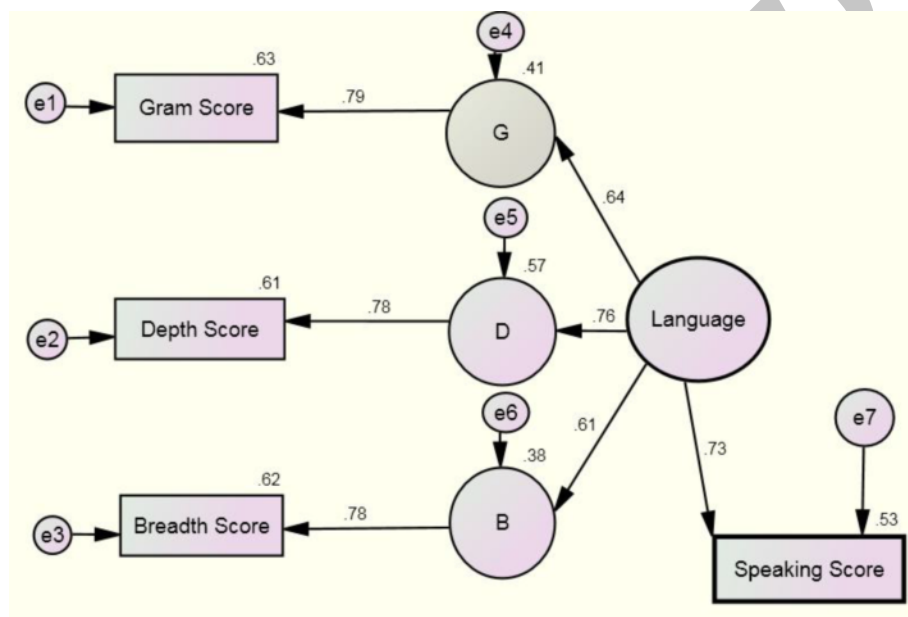 e4
.63
.41
e1
Gram Score
.79
G
.64
e5
.57
.61
.78
.76
Language
e2
Depth Score
D
e6
.61
e7
.38
.73
.62
.78
e3
Breadth Score
B
.53
Speaking Score